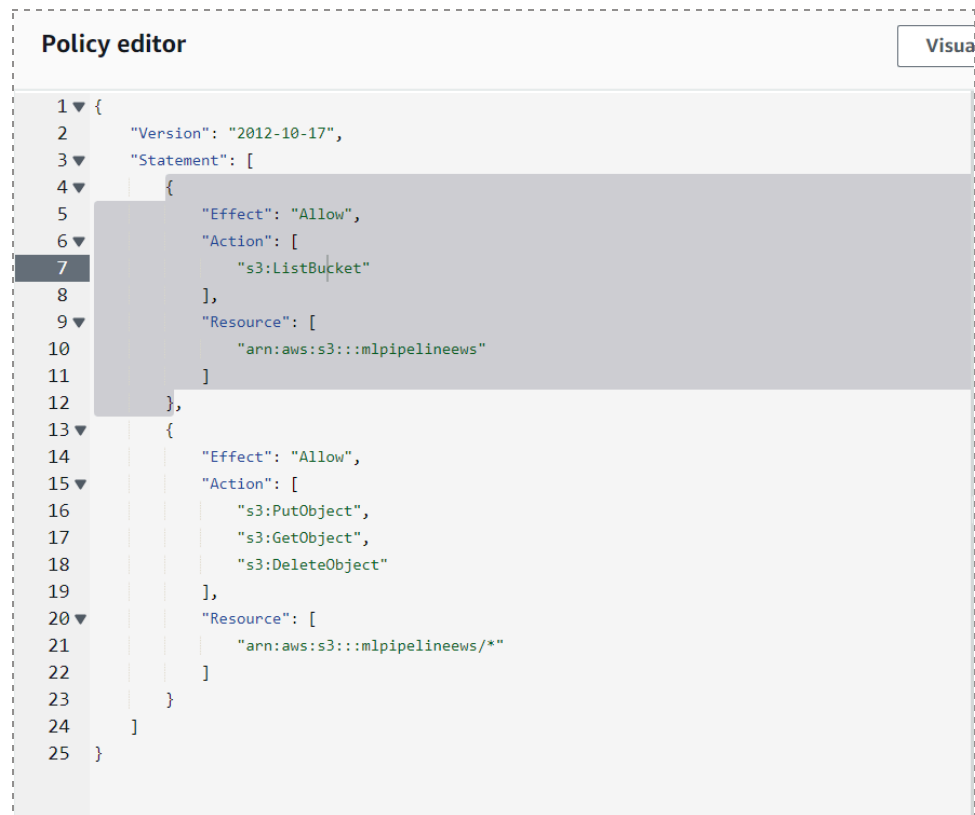 Policy editor
Visua
1 {
2 "Version": "2012-10-17",
3 "Statement": [
4 {
5 "Effect": "Allow",
6 "Action": [
7 "s3:ListBucket"
8 ],
9 "Resource": [
10 "arn:aws:s3:::mlpipelineews"
11 ]
12 },
13 {
14 "Effect": "Allow",
15 "Action": [
16 "s3:PutObject",
17 "s3:GetObject",
18 "s3:DeleteObject"
19 ],
20 "Resource": [
21 "arn:aws:s3:::mlpipelineews/*"
22 ]
23 }
24 ]
25 }